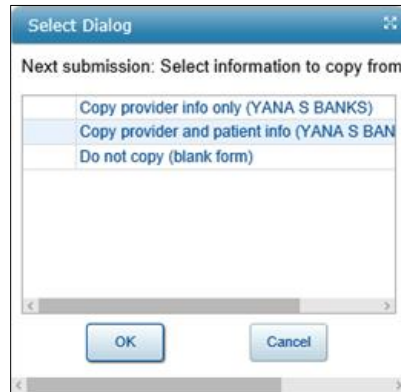 Select Dialog
Next submission: Select information to copy from
Copy provider info only (YANA S BANKS)
Copy provider and patient info (YANA S BAN
Do not copy (blank form)
OK
Cancel